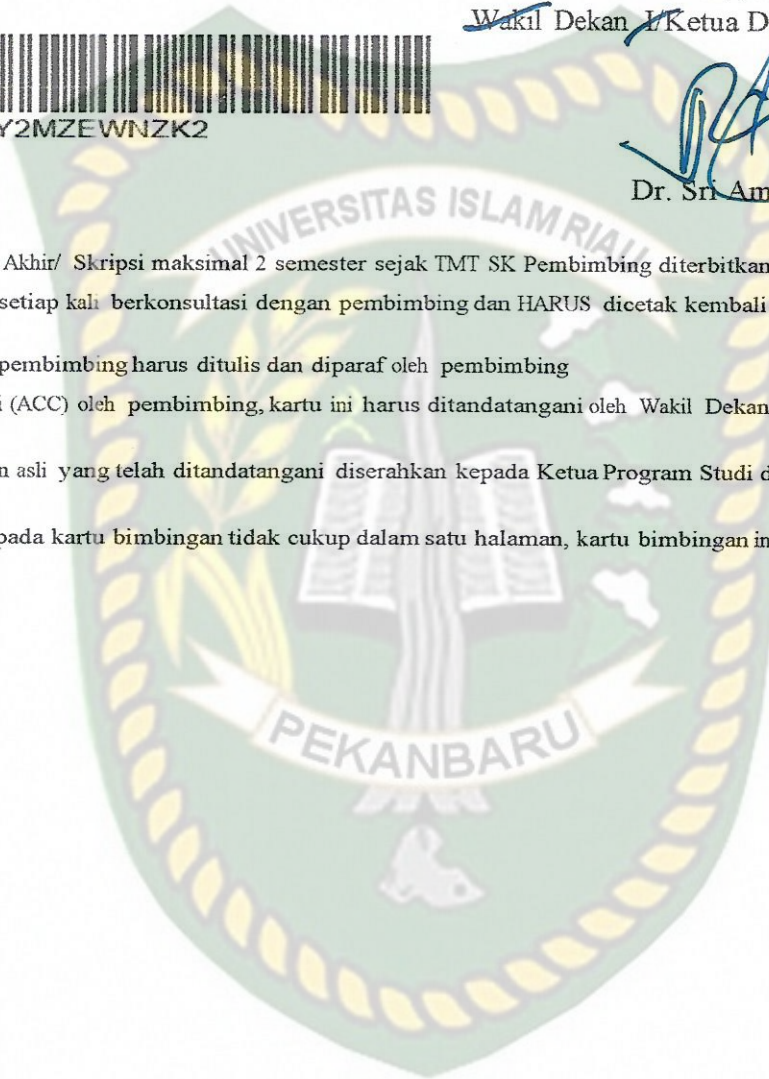 Wakil Dekan I/Ketua D
Y2MZEWNZK2
Dr. Sri Am
UNIVERSITAS ISLAM RIAU
Akhir/ Skripsi maksimal 2 semester sejak TMT SK Pembimbing diterbitkan
setiap kali berkonsultasi dengan pembimbing dan HARUS dicetak kembali
pembimbing harus ditulis dan diparaf oleh pembimbing
i (ACC) oleh pembimbing, kartu ini harus ditandatangani oleh Wakil Dekan
n asli yang telah ditandatangani diserahkan kepada Ketua Program Studi d
pada kartu bimbingan tidak cukup dalam satu halaman, kartu bimbingan in
PEKANBARU